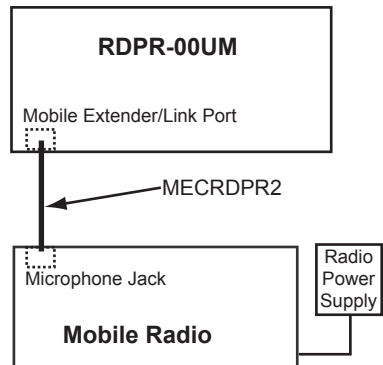 RDPR-00UM
Mobile Extender/Link Port
MECRDPR2
Microphone Jack
Radio
Power
Supply
Mobile Radio